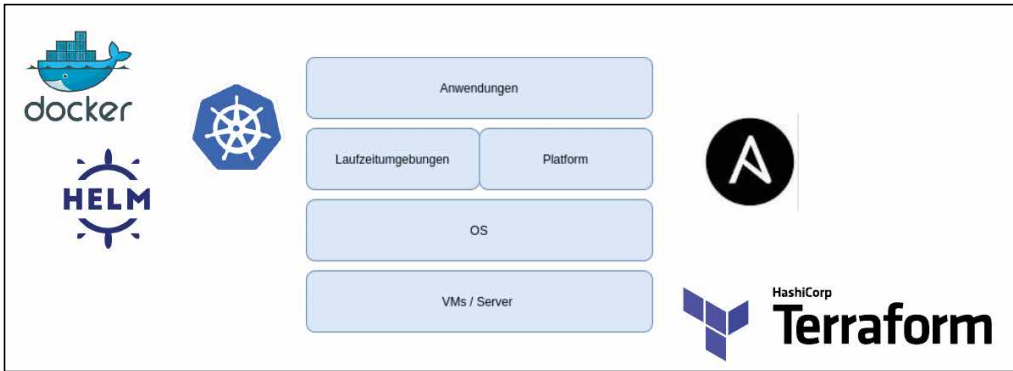 docker
HELM
Anwendungen
Laufzeitumgebungen
Platform
OS
VMs / Server
HashiCorp
Terraform